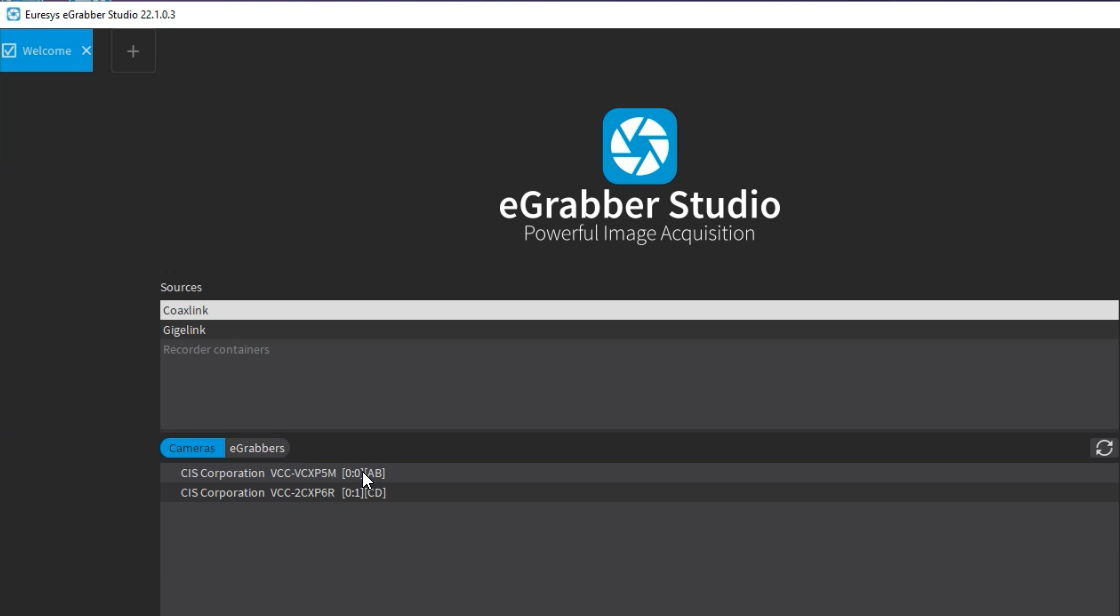 Euresys eGrabber Studio 22.1.0.3
Welcome
eGrabber Studio
Powerful Image Acquisition
Sources
Coaxlink
Gigelink
Recorder containers
Cameras eGrabbers
CIS Corporation VCC-VCXP5M [0:0][AB]
CIS Corporation VCC-2CXP6R [0:1][CD]